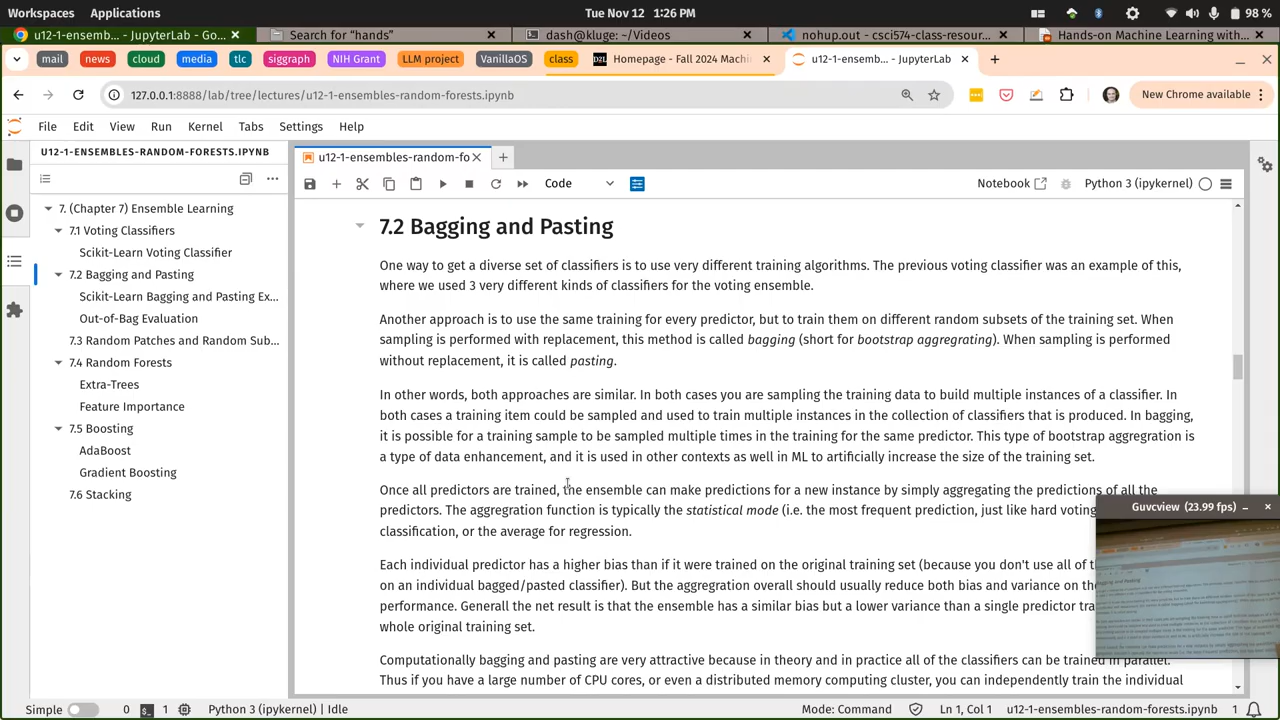 Workspaces Applications Tue Nov 12 1:26 PM 98 %
u12-1-ensemb... - JupyterLab - Go... Search for “hands” dash@kluge: ~/Videos nohup.out - csci574-class-resour... Hands-on Machine Learning with...
mail news cloud media tlc siggraph NIH Grant LLM project VanillaOS class D2L Homepage - Fall 2024 Machi u12-1-ensemb... - JupyterLab
127.0.0.1:8888/lab/tree/lectures/u12-1-ensembles-random-forests.ipynb New Chrome available
File Edit View Run Kernel Tabs Settings Help
U12-1-ENSEMBLES-RANDOM-FORESTS.IPYNB
u12-1-ensembles-random-fo
Code Notebook Python 3 (ipykernel)
7. (Chapter 7) Ensemble Learning
7.1 Voting Classifiers
Scikit-Learn Voting Classifier
7.2 Bagging and Pasting
Scikit-Learn Bagging and Pasting Ex...
Out-of-Bag Evaluation
7.3 Random Patches and Random Sub...
7.4 Random Forests
Extra-Trees
Feature Importance
7.5 Boosting
AdaBoost
Gradient Boosting
7.6 Stacking
7.2 Bagging and Pasting
One way to get a diverse set of classifiers is to use very different training algorithms. The previous voting classifier was an example of this,
where we used 3 very different kinds of classifiers for the voting ensemble.
Another approach is to use the same training for every predictor, but to train them on different random subsets of the training set. When
sampling is performed with replacement, this method is called bagging (short for bootstrap aggregrating). When sampling is performed
without replacement, it is called pasting.
In other words, both approaches are similar. In both cases you are sampling the training data to build multiple instances of a classifier. In
both cases a training item could be sampled and used to train multiple instances in the collection of classifiers that is produced. In bagging,
it is possible for a training sample to be sampled multiple times in the training for the same predictor. This type of bootstrap aggregration is
a type of data enhancement, and it is used in other contexts as well in ML to artificially increase the size of the training set.
Once all predictors are trained, the ensemble can make predictions for a new instance by simply aggregating the predictions of all the
predictors. The aggregration function is typically the statistical mode (i.e. the most frequent prediction, just like hard voting
classification, or the average for regression.
Each individual predictor has a higher bias than if it were trained on the original training set (because you don't use all of
on an individual bagged/pasted classifier). But the aggregration overall should usually reduce both bias and variance on the
performance. Generall the net result is that the ensemble has a similar bias but a lower variance than a single predictor
whole original training set.
Computationally bagging and pasting are very attractive because in theory and in practice all of the classifiers can be trained in parallel.
Thus if you have a large number of CPU cores, or even a distributed memory computing cluster, you can independently train the individual
Guvcview (23.99 fps)
Simple 0 1 Python 3 (ipykernel) | Idle Mode: Command Ln 1, Col 1 u12-1-ensembles-random-forests.ipynb 1